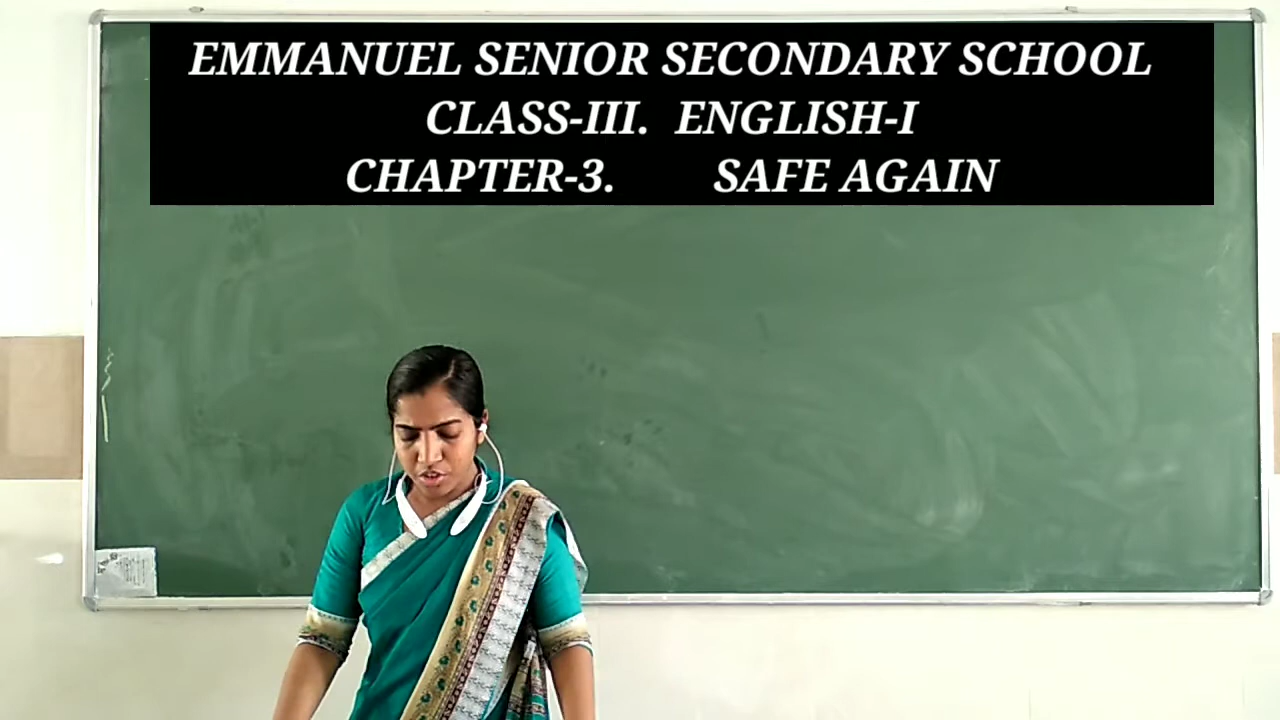 EMMANUEL SENIOR SECONDARY SCHOOL
CLASS-III. ENGLISH-I
CHAPTER-3. SAFE AGAIN